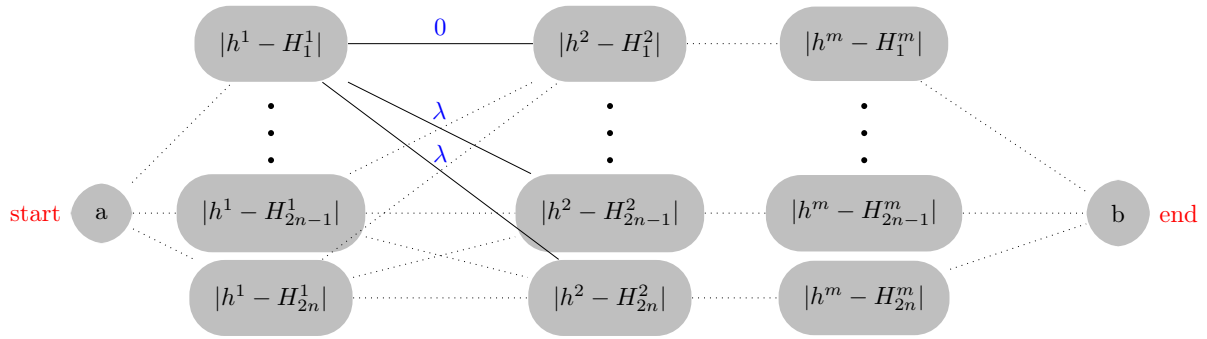 |h^1 − H_1^1| 0 |h^2 − H_1^2| |h^m − H_1^m|
λ
λ
start a |h^1 − H_{2n−1}^1| |h^2 − H_{2n−1}^2| |h^m − H_{2n−1}^m| b end
|h^1 − H_{2n}^1| |h^2 − H_{2n}^2| |h^m − H_{2n}^m|